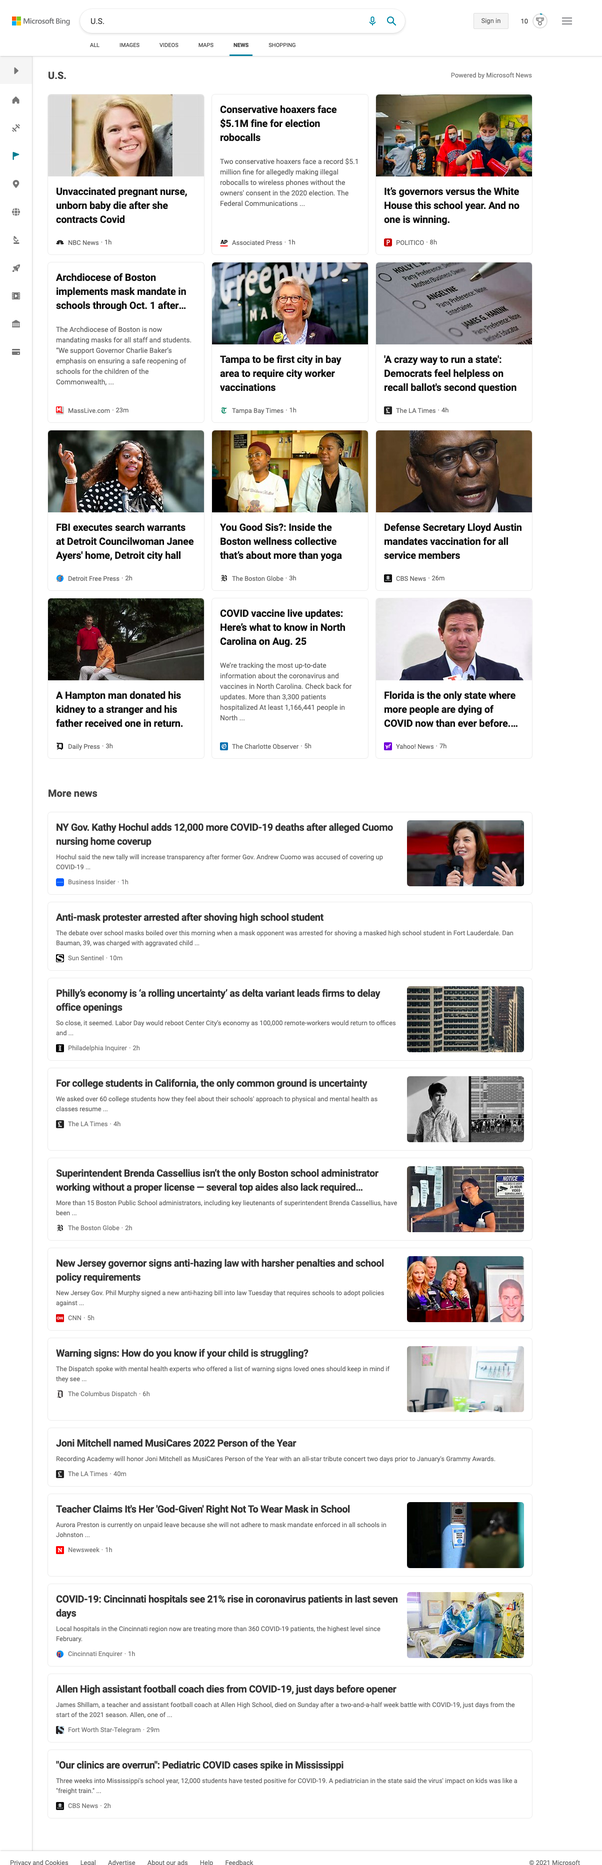 Microsoft Bing
U.S.
Sign in
10
ALL IMAGES VIDEOS MAPS NEWS SHOPPING
U.S.
Powered by Microsoft News
Unvaccinated pregnant nurse,
unborn baby die after she
contracts Covid
NBC News · 1h
Conservative hoaxers face
$5.1M fine for election
robocalls
Two conservative hoaxers face a record $5.1
million fine for allegedly making illegal
robocalls to wireless phones without the
owners' consent in the 2020 election. The
Federal Communications ...
AP Associated Press · 1h
It's governors versus the White
House this school year. And no
one is winning.
POLITICO · 8h
Archdiocese of Boston
implements mask mandate in
schools through Oct. 1 after...
The Archdiocese of Boston is now
mandating masks for all staff and students.
"We support Governor Charlie Baker's
emphasis on ensuring a safe reopening of
schools for the children of the
Commonwealth, ...
MassLive.com · 23m
Greenwise
MA
Tampa to be first city in bay
area to require city worker
vaccinations
Tampa Bay Times · 1h
HOLLY L.
Party Preference:
ANGELYNE
Party Preference:
Entertainer
JAMES G. HANINK
'A crazy way to run a state':
Democrats feel helpless on
recall ballot's second question
The LA Times · 4h
FBI executes search warrants
at Detroit Councilwoman Janee
Ayers' home, Detroit city hall
Detroit Free Press · 2h
You Good Sis?: Inside the
Boston wellness collective
that's about more than yoga
The Boston Globe · 3h
Defense Secretary Lloyd Austin
mandates vaccination for all
service members
CBS News · 26m
A Hampton man donated his
kidney to a stranger and his
father received one in return.
Daily Press · 3h
COVID vaccine live updates:
Here's what to know in North
Carolina on Aug. 25
We're tracking the most up-to-date
information about the coronavirus and
vaccines in North Carolina. Check back for
updates. More than 3,300 patients
hospitalized At least 1,166,441 people in
North ...
The Charlotte Observer · 5h
Florida is the only state where
more people are dying of
COVID now than ever before....
Yahoo! News · 7h
More news
NY Gov. Kathy Hochul adds 12,000 more COVID-19 deaths after alleged Cuomo
nursing home coverup
Hochul said the new tally will increase transparency after former Gov. Andrew Cuomo was accused of covering up
COVID-19 ...
Business Insider · 1h
Anti-mask protester arrested after shoving high school student
The debate over school masks boiled over this morning when a mask opponent was arrested for shoving a masked high school student in Fort Lauderdale. Dan
Bauman, 39, was charged with aggravated child ...
Sun Sentinel · 10m
Philly's economy is 'a rolling uncertainty' as delta variant leads firms to delay
office openings
So close, it seemed. Labor Day would reboot Center City's economy as 100,000 remote-workers would return to offices
and ...
Philadelphia Inquirer · 2h
For college students in California, the only common ground is uncertainty
We asked over 60 college students how they feel about their schools' approach to physical and mental health as
classes resume ...
The LA Times · 4h
Superintendent Brenda Cassellius isn't the only Boston school administrator
working without a proper license — several top aides also lack required...
More than 15 Boston Public School administrators, including key lieutenants of superintendent Brenda Cassellius, have
been ...
The Boston Globe · 2h
NOTICE
New Jersey governor signs anti-hazing law with harsher penalties and school
policy requirements
New Jersey Gov. Phil Murphy signed a new anti-hazing bill into law Tuesday that requires schools to adopt policies
against ...
CNN · 5h
Warning signs: How do you know if your child is struggling?
The Dispatch spoke with mental health experts who offered a list of warning signs loved ones should keep in mind if
they see ...
The Columbus Dispatch · 6h
Joni Mitchell named MusiCares 2022 Person of the Year
Recording Academy will honor Joni Mitchell as MusiCares Person of the Year with an all-star tribute concert two days prior to January's Grammy Awards.
The LA Times · 40m
Teacher Claims It's Her 'God-Given' Right Not To Wear Mask in School
Aurora Preston is currently on unpaid leave because she will not adhere to mask mandate enforced in all schools in
Johnston ...
Newsweek · 1h
COVID-19: Cincinnati hospitals see 21% rise in coronavirus patients in last seven
days
Local hospitals in the Cincinnati region now are treating more than 360 COVID-19 patients, the highest level since
February.
Cincinnati Enquirer · 1h
Allen High assistant football coach dies from COVID-19, just days before opener
James Shillam, a teacher and assistant football coach at Allen High School, died on Sunday after a two-and-a-half week battle with COVID-19, just days from the
start of the 2021 season. Allen, one of ...
Fort Worth Star-Telegram · 29m
"Our clinics are overrun": Pediatric COVID cases spike in Mississippi
Three weeks into Mississippi's school year, 12,000 students have tested positive for COVID-19. A pediatrician in the state said the virus' impact on kids was like a
"freight train." ...
CBS News · 2h
Privacy and Cookies Legal Advertise About our ads Help Feedback
© 2021 Microsoft